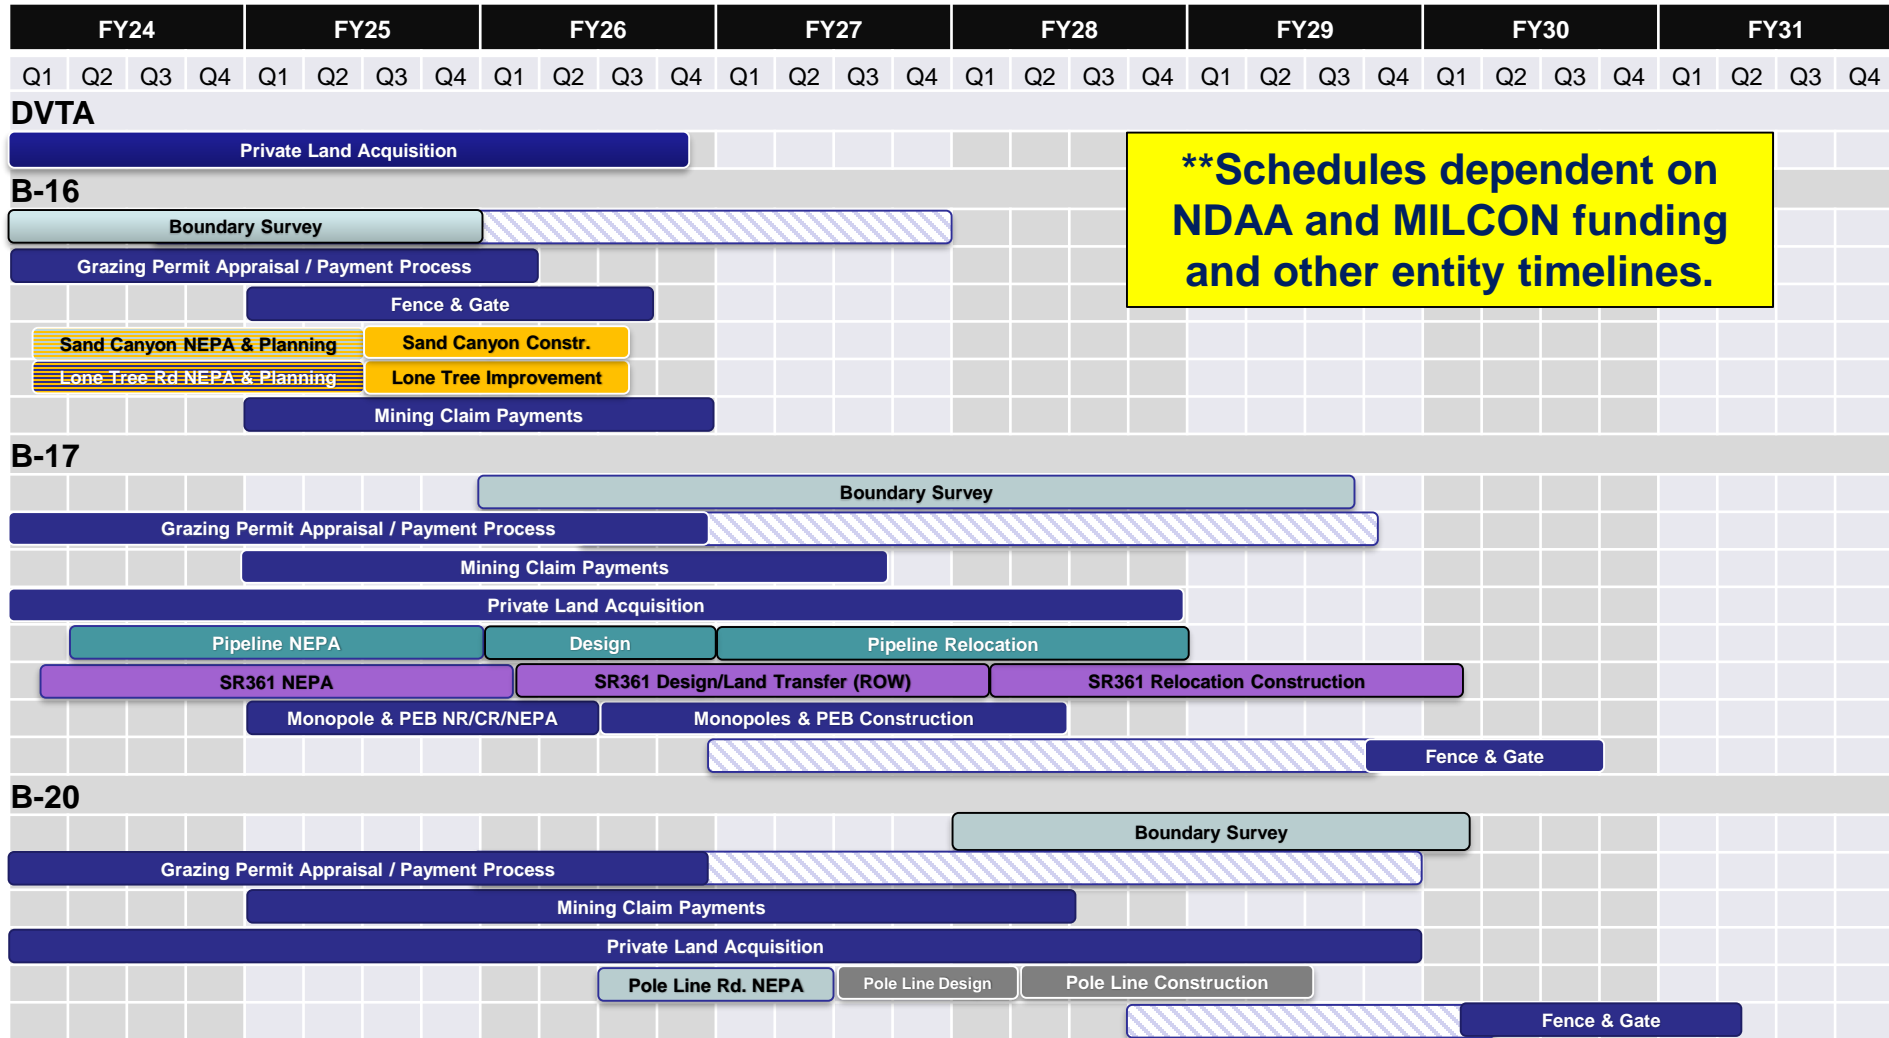 FY24 FY25 FY26 FY27 FY28 FY29 FY30 FY31
Q1 Q2 Q3 Q4 Q1 Q2 Q3 Q4 Q1 Q2 Q3 Q4 Q1 Q2 Q3 Q4 Q1 Q2 Q3 Q4 Q1 Q2 Q3 Q4 Q1 Q2 Q3 Q4 Q1 Q2 Q3 Q4
DVTA
Private Land Acquisition
**Schedules dependent on
NDAA and MILCON funding
and other entity timelines.
B-16
Boundary Survey
Grazing Permit Appraisal / Payment Process
Fence & Gate
Sand Canyon NEPA & Planning Sand Canyon Constr.
Lone Tree Rd NEPA & Planning Lone Tree Improvement
Mining Claim Payments
B-17
Boundary Survey
Grazing Permit Appraisal / Payment Process
Mining Claim Payments
Private Land Acquisition
Pipeline NEPA Design Pipeline Relocation
SR361 NEPA SR361 Design/Land Transfer (ROW) SR361 Relocation Construction
Monopole & PEB NR/CR/NEPA Monopoles & PEB Construction
Fence & Gate
B-20
Boundary Survey
Grazing Permit Appraisal / Payment Process
Mining Claim Payments
Private Land Acquisition
Pole Line Rd. NEPA Pole Line Design Pole Line Construction
Fence & Gate